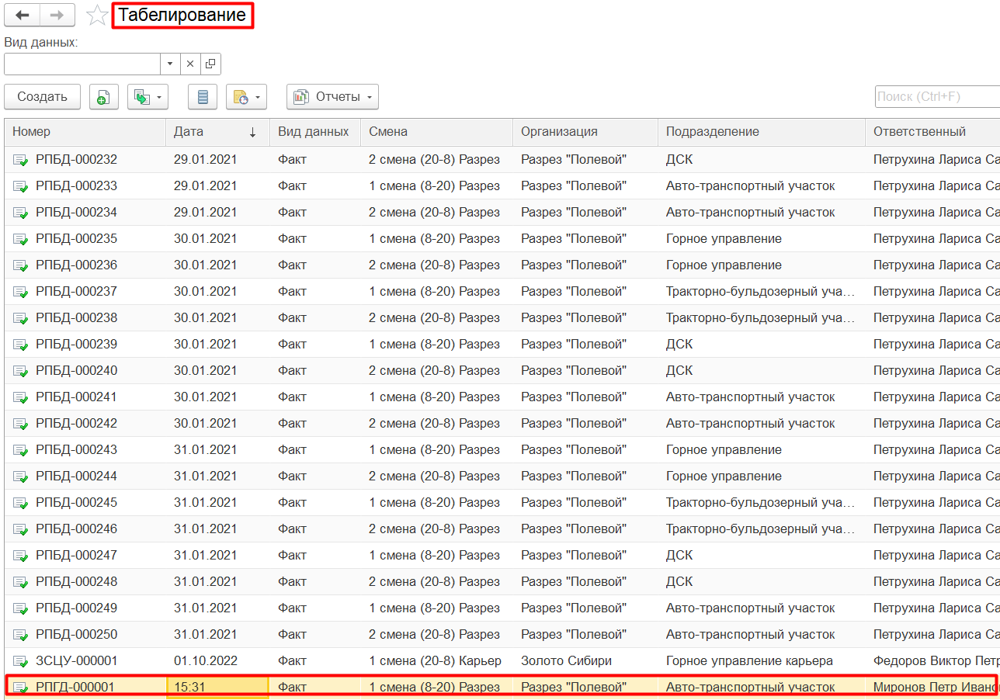 Табелирование
Вид данных:
Создать Отчеты Поиск (Ctrl+F)
Номер Дата ↓ Вид данных Смена Организация Подразделение Ответственный
РПБД-000232 29.01.2021 Факт 2 смена (20-8) Разрез Разрез "Полевой" ДСК Петрухина Лариса Са
РПБД-000233 29.01.2021 Факт 1 смена (8-20) Разрез Разрез "Полевой" Авто-транспортный участок Петрухина Лариса Са
РПБД-000234 29.01.2021 Факт 2 смена (20-8) Разрез Разрез "Полевой" Авто-транспортный участок Петрухина Лариса Са
РПБД-000235 30.01.2021 Факт 1 смена (8-20) Разрез Разрез "Полевой" Горное управление Петрухина Лариса Са
РПБД-000236 30.01.2021 Факт 2 смена (20-8) Разрез Разрез "Полевой" Горное управление Петрухина Лариса Са
РПБД-000237 30.01.2021 Факт 1 смена (8-20) Разрез Разрез "Полевой" Тракторно-бульдозерный уча... Петрухина Лариса Са
РПБД-000238 30.01.2021 Факт 2 смена (20-8) Разрез Разрез "Полевой" Тракторно-бульдозерный уча... Петрухина Лариса Са
РПБД-000239 30.01.2021 Факт 1 смена (8-20) Разрез Разрез "Полевой" ДСК Петрухина Лариса Са
РПБД-000240 30.01.2021 Факт 2 смена (20-8) Разрез Разрез "Полевой" ДСК Петрухина Лариса Са
РПБД-000241 30.01.2021 Факт 1 смена (8-20) Разрез Разрез "Полевой" Авто-транспортный участок Петрухина Лариса Са
РПБД-000242 30.01.2021 Факт 2 смена (20-8) Разрез Разрез "Полевой" Авто-транспортный участок Петрухина Лариса Са
РПБД-000243 31.01.2021 Факт 1 смена (8-20) Разрез Разрез "Полевой" Горное управление Петрухина Лариса Са
РПБД-000244 31.01.2021 Факт 2 смена (20-8) Разрез Разрез "Полевой" Горное управление Петрухина Лариса Са
РПБД-000245 31.01.2021 Факт 1 смена (8-20) Разрез Разрез "Полевой" Тракторно-бульдозерный уча... Петрухина Лариса Са
РПБД-000246 31.01.2021 Факт 2 смена (20-8) Разрез Разрез "Полевой" Тракторно-бульдозерный уча... Петрухина Лариса Са
РПБД-000247 31.01.2021 Факт 1 смена (8-20) Разрез Разрез "Полевой" ДСК Петрухина Лариса Са
РПБД-000248 31.01.2021 Факт 2 смена (20-8) Разрез Разрез "Полевой" ДСК Петрухина Лариса Са
РПБД-000249 31.01.2021 Факт 1 смена (8-20) Разрез Разрез "Полевой" Авто-транспортный участок Петрухина Лариса Са
РПБД-000250 31.01.2021 Факт 2 смена (20-8) Разрез Разрез "Полевой" Авто-транспортный участок Петрухина Лариса Са
ЗСЦУ-000001 01.10.2022 Факт 1 смена (20-8) Карьер Золото Сибири Горное управление карьера Федоров Виктор Петр
РПГД-000001 15:31 Факт 1 смена (8-20) Разрез Разрез "Полевой" Авто-транспортный участок Миронов Петр Ивано